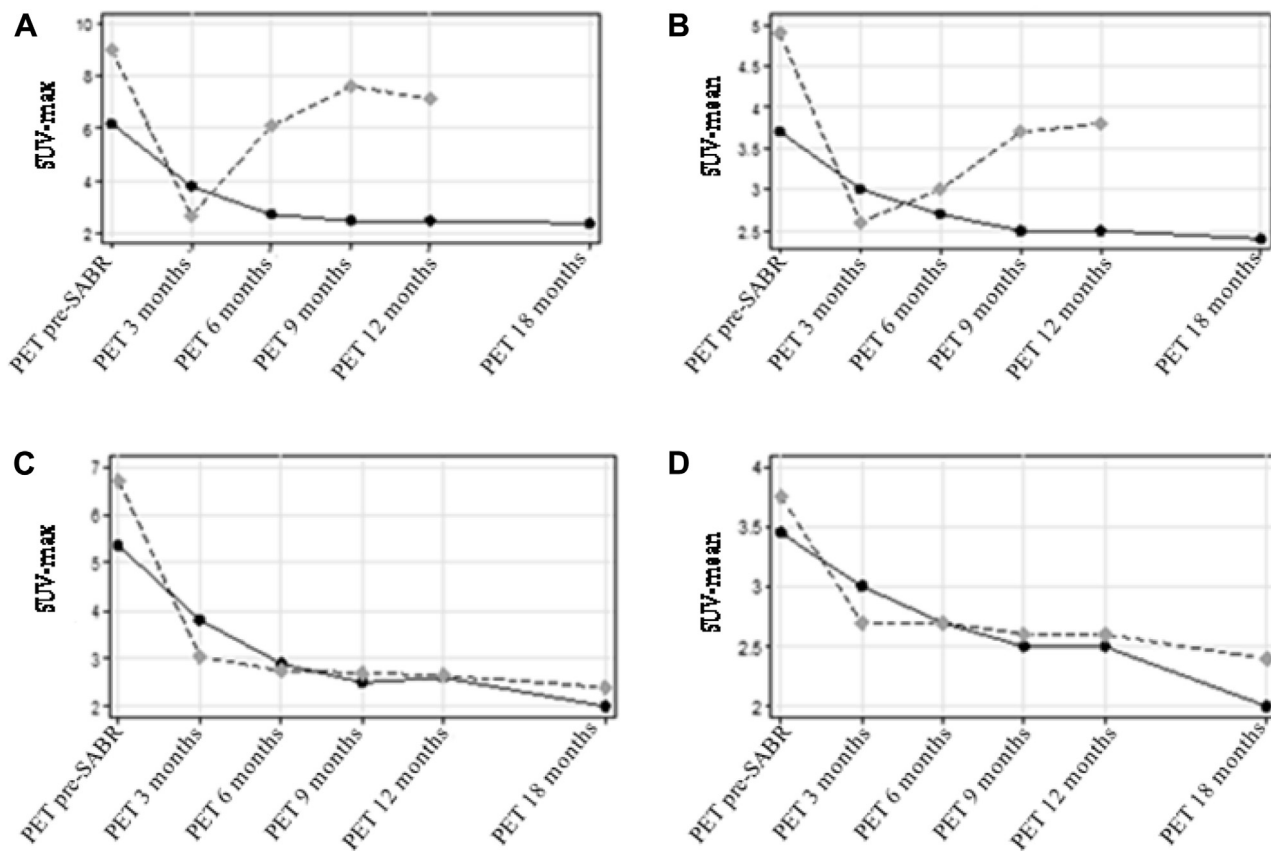 A
SUV-max
10
8
6
4
2
PET pre-SABR
PET 3 months
PET 6 months
PET 9 months
PET 12 months
PET 18 months
B
SUV-mean
5
4.5
4
3.5
3
2.5
PET pre-SABR
PET 3 months
PET 6 months
PET 9 months
PET 12 months
PET 18 months
C
SUV-max
7
6
5
4
3
2
PET pre-SABR
PET 3 months
PET 6 months
PET 9 months
PET 12 months
PET 18 months
D
SUV-mean
4
3.5
3
2.5
2
PET pre-SABR
PET 3 months
PET 6 months
PET 9 months
PET 12 months
PET 18 months